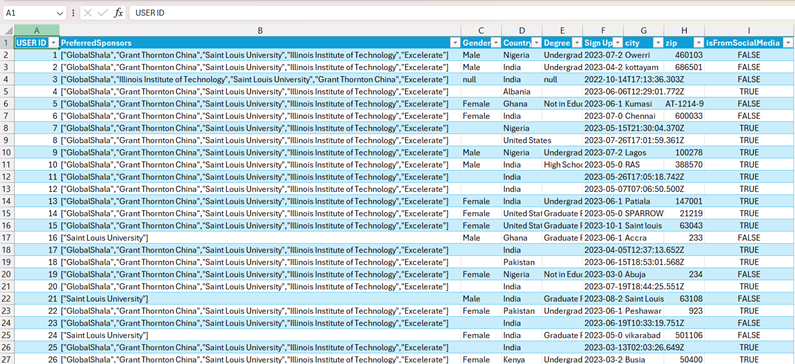 A1 fx USER ID
A B C D E F G H I
1 USER ID PreferredSponsors Gender Country Degree Sign Up city zip isFromSocialMedia
2 1 ["GlobalShala","Grant Thornton China","Saint Louis University","Illinois Institute of Technology","Excelerate"] Male Nigeria Undergrad 2023-07-2 Owerri 460103 FALSE
3 2 ["GlobalShala","Grant Thornton China","Saint Louis University","Illinois Institute of Technology","Excelerate"] Male India Undergrad 2023-04-2 kottayam 686501 FALSE
4 3 ["GlobalShala","Illinois Institute of Technology","Saint Louis University","Grant Thornton China","Excelerate"] null India null 2022-10-14T17:13:36.303Z FALSE
5 4 ["GlobalShala","Grant Thornton China","Saint Louis University","Illinois Institute of Technology","Excelerate"] Albania 2023-06-06T12:29:01.772Z TRUE
6 5 ["GlobalShala","Grant Thornton China","Saint Louis University","Illinois Institute of Technology","Excelerate"] Female Ghana Not in Educ 2023-06-1 Kumasi AT-1214-9 FALSE
7 6 ["GlobalShala","Grant Thornton China","Saint Louis University","Illinois Institute of Technology","Excelerate"] Female India Undergrad 2023-07-0 Chennai 600033 FALSE
8 7 ["GlobalShala","Grant Thornton China","Saint Louis University","Illinois Institute of Technology","Excelerate"] Nigeria 2023-05-15T21:30:04.370Z TRUE
9 8 ["GlobalShala","Grant Thornton China","Saint Louis University","Illinois Institute of Technology","Excelerate"] United States 2023-07-26T17:01:59.361Z TRUE
10 9 ["GlobalShala","Grant Thornton China","Saint Louis University","Illinois Institute of Technology","Excelerate"] Male Nigeria Undergrad 2023-07-2 Lagos 100278 TRUE
11 10 ["GlobalShala","Grant Thornton China","Saint Louis University","Illinois Institute of Technology","Excelerate"] Male India High Schoo 2023-05-0 RAS 388570 TRUE
12 11 ["GlobalShala","Grant Thornton China","Saint Louis University","Illinois Institute of Technology","Excelerate"] India 2023-05-26T17:05:18.742Z TRUE
13 12 ["GlobalShala","Grant Thornton China","Saint Louis University","Illinois Institute of Technology","Excelerate"] India 2023-05-07T07:06:50.500Z TRUE
14 13 ["GlobalShala","Grant Thornton China","Saint Louis University","Illinois Institute of Technology","Excelerate"] Female India Undergrad 2023-06-1 Patiala 147001 TRUE
15 14 ["GlobalShala","Grant Thornton China","Saint Louis University","Illinois Institute of Technology","Excelerate"] Female United Stat Graduate P 2023-05-0 SPARROW 21219 TRUE
16 15 ["GlobalShala","Grant Thornton China","Saint Louis University","Illinois Institute of Technology","Excelerate"] Female United Stat Graduate P 2023-10-1 Saint louis 63043 TRUE
17 16 ["Saint Louis University"] Male Ghana Graduate P 2023-06-1 Accra 233 FALSE
18 17 ["GlobalShala","Grant Thornton China","Saint Louis University","Illinois Institute of Technology","Excelerate"] India 2023-04-05T12:37:13.652Z TRUE
19 18 ["GlobalShala","Grant Thornton China","Saint Louis University","Illinois Institute of Technology","Excelerate"] Pakistan 2023-06-15T18:53:01.568Z TRUE
20 19 ["GlobalShala","Grant Thornton China","Saint Louis University","Illinois Institute of Technology","Excelerate"] Female Nigeria Not in Educ 2023-03-0 Abuja 234 TRUE
21 20 ["GlobalShala","Grant Thornton China","Saint Louis University","Illinois Institute of Technology","Excelerate"] India 2023-07-19T18:44:25.551Z TRUE
22 21 ["Saint Louis University"] Male Graduate P 2023-08-2 Saint Louis 63108 FALSE
23 22 ["GlobalShala","Grant Thornton China","Saint Louis University","Illinois Institute of Technology","Excelerate"] Female Pakistan Undergrad 2023-06-1 Peshawar 923 TRUE
24 23 ["GlobalShala","Grant Thornton China","Saint Louis University","Illinois Institute of Technology","Excelerate"] India 2023-06-19T10:33:19.751Z TRUE
25 24 ["Saint Louis University"] Female India Graduate P 2023-05-0 vikarabad 501106 FALSE
26 25 ["GlobalShala","Grant Thornton China","Saint Louis University","Illinois Institute of Technology","Excelerate"] India 2023-03-13T02:03:26.649Z TRUE
27 26 ["GlobalShala","Grant Thornton China","Saint Louis University","Illinois Institute of Technology","Excelerate"] Female Kenya Undergrad 2023-03-2 Busia 50400 TRUE